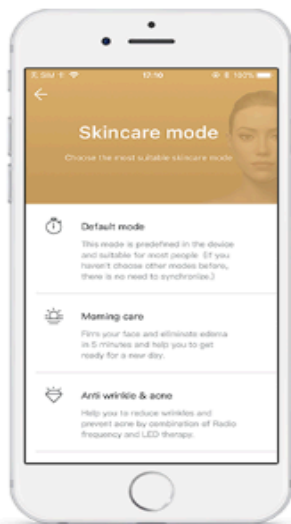 无 SIM 卡
17:10
100%
Skincare mode
Choose the most suitable skincare mode
Default mode
This mode is predefined in the device
and suitable for most people (If you
haven't choose other modes before,
there is no need to synchronize.)
Morning care
Firm your face and eliminate edema
in 5 minutes and help you to get
ready for a new day.
Anti wrinkle & acne
Help you to reduce wrinkles and
prevent acne by combination of Radio
frequency and LED therapy.